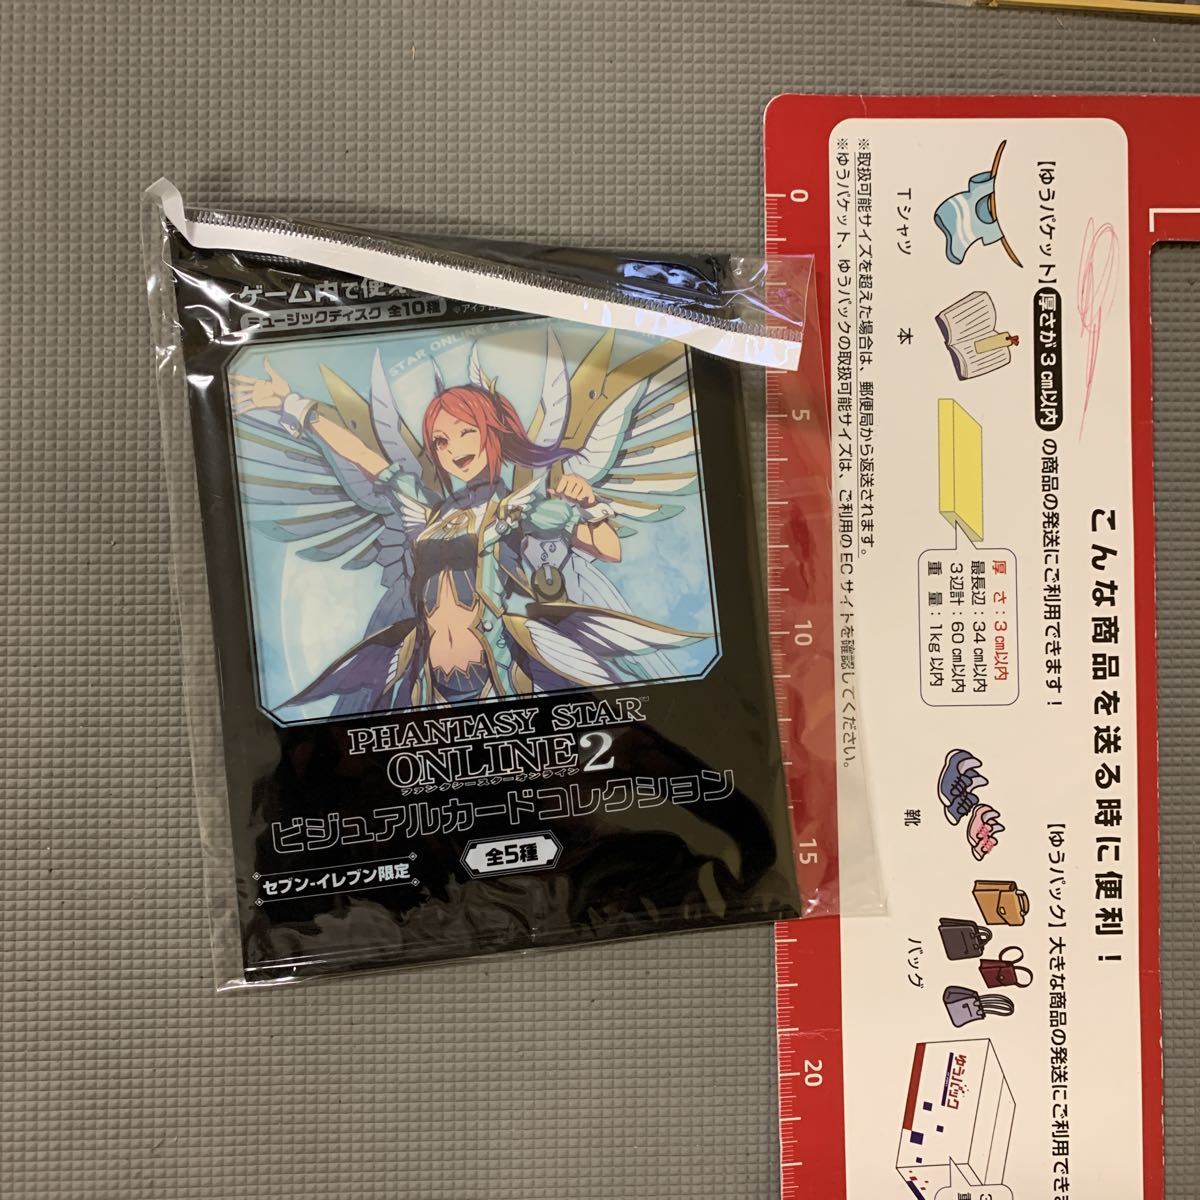 ゲーム内で使え
ミュージックディスク 全10種
STAR ONLINE
PHANTASY STAR™
ONLINE2
ファンタシースターオンライン
ビジュアルカードコレクション
全5種
セブン-イレブン限定
こんな商品を送る時に便利！
【ゆうパケット】厚さが3㎝以内の商品の発送にご利用できます！
Tシャツ
本
厚さ：3㎝以内
最長辺：34㎝以内
3辺計：60㎝以内
重量：1kg以内
※取扱可能サイズを超えた場合は、郵便局から返送されます。
※ゆうパケット、ゆうパックの取扱可能サイズは、ご利用のECサイトを確認してください。
【ゆうパック】大きな商品の発送にご利用でき
靴
バッグ
ゆうパック
0
5
10
15
20